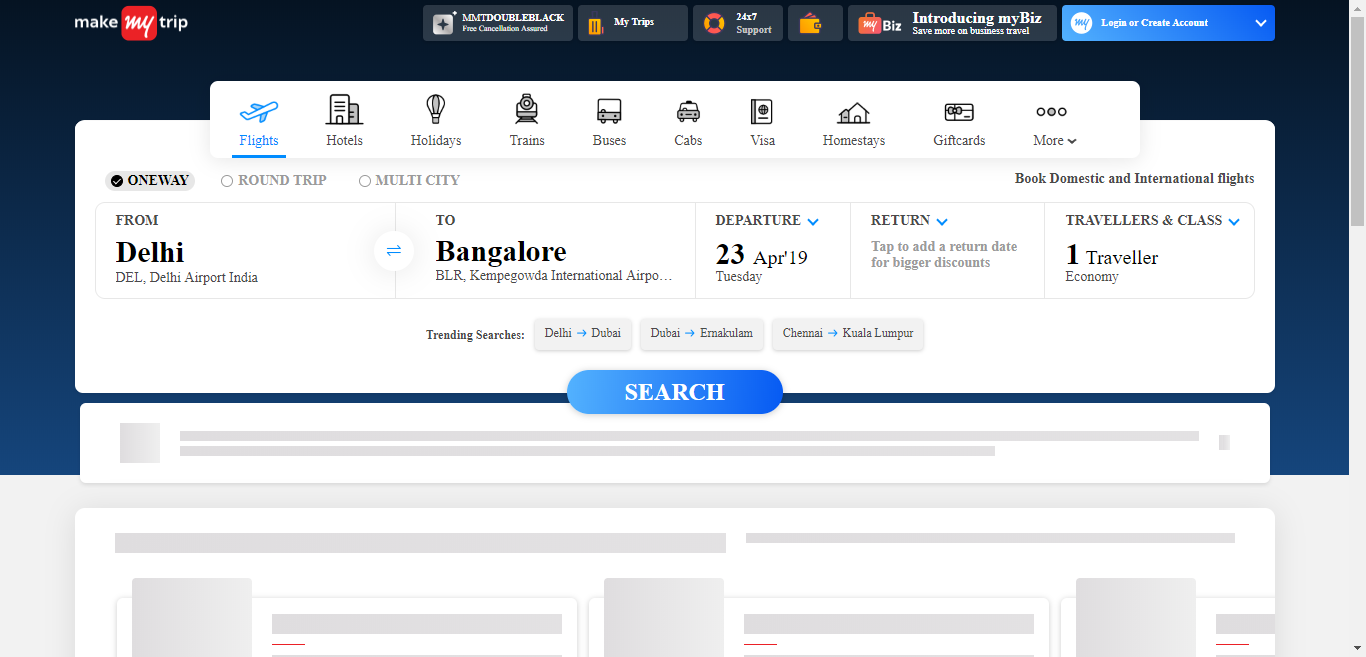 make my trip
MMTDOUBLEBLACK
Free Cancellation Assured
My Trips
24x7
Support
my Biz
Introducing myBiz
Save more on business travel
my
Login or Create Account
Flights
Hotels
Holidays
Trains
Buses
Cabs
Visa
Homestays
Giftcards
More
ONEWAY
ROUND TRIP
MULTI CITY
Book Domestic and International flights
FROM
Delhi
DEL, Delhi Airport India
TO
Bangalore
BLR, Kempegowda International Airpo…
DEPARTURE
23 Apr'19
Tuesday
RETURN
Tap to add a return date
for bigger discounts
TRAVELLERS & CLASS
1 Traveller
Economy
Trending Searches:
Delhi → Dubai
Dubai → Ernakulam
Chennai → Kuala Lumpur
SEARCH